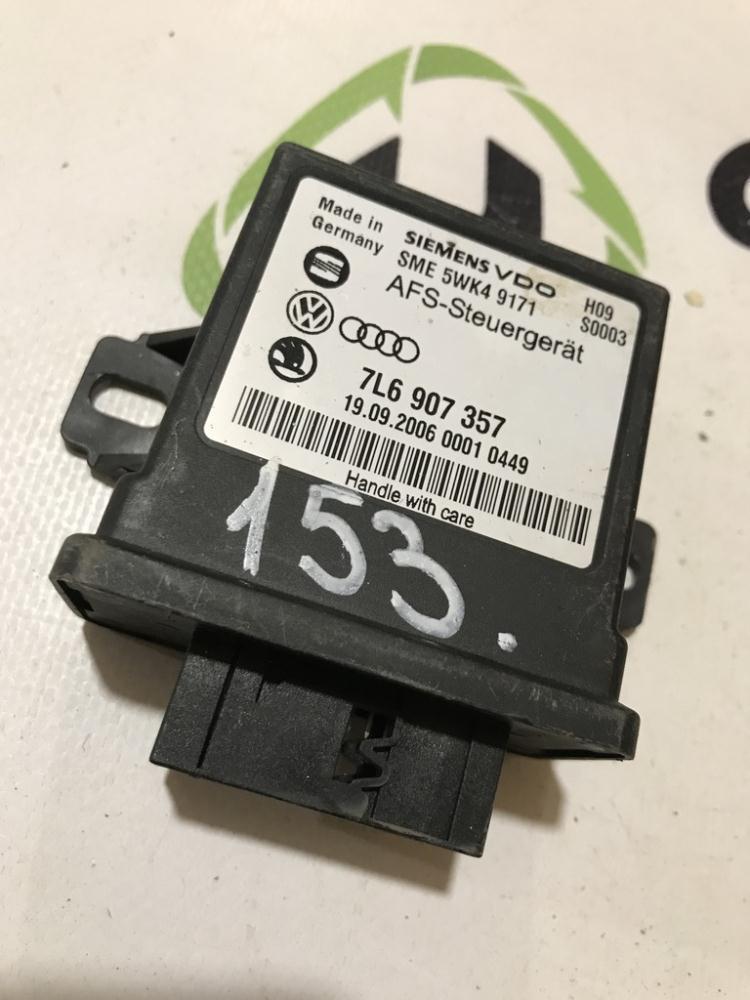 Made in
Germany
SIEMENS VDO
SME 5WK4 9171
H09
S0003
AFS-Steuergerät
7L6 907 357
19.09.2006 0001 0449
Handle with care
153.